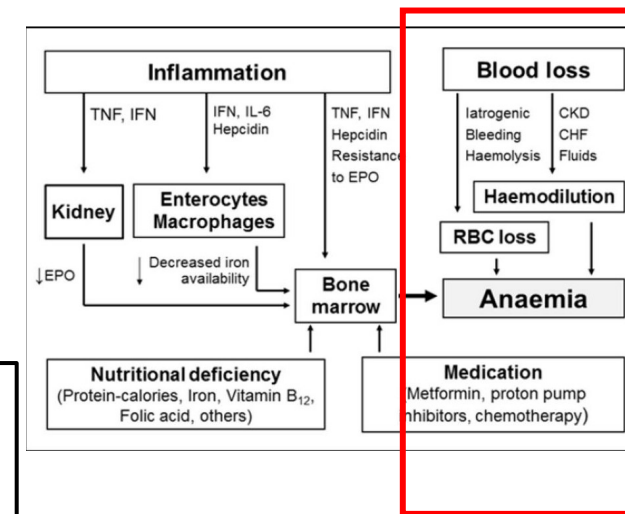 Inflammation
Blood loss
TNF, IFN
IFN, IL-6
Hepcidin
TNF, IFN
Hepcidin
Resistance
to EPO
Iatrogenic
Bleeding
Haemolysis
CKD
CHF
Fluids
Kidney
Enterocytes
Macrophages
Haemodilution
RBC loss
↓EPO
Decreased iron
availability
Bone
marrow
Anaemia
Nutritional deficiency
(Protein-calories, Iron, Vitamin B₁₂,
Folic acid, others)
Medication
(Metformin, proton pump
inhibitors, chemotherapy)